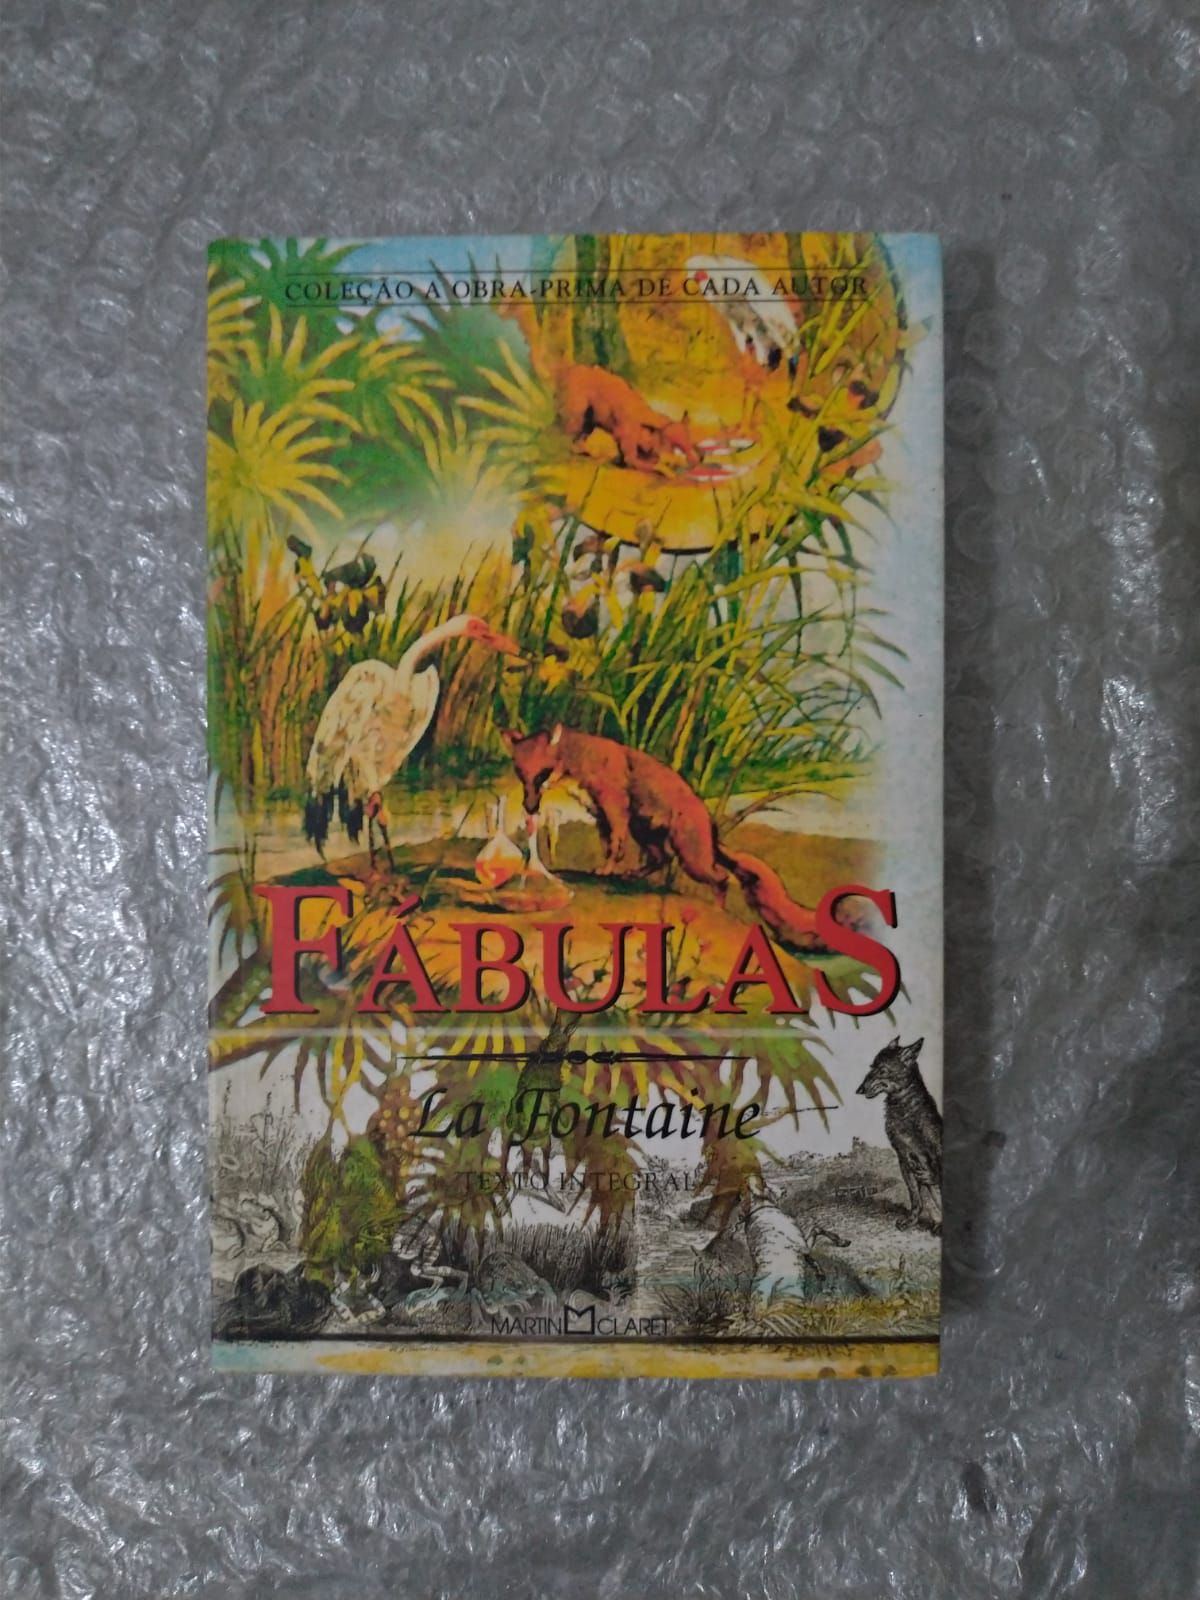 COLEÇÃO A OBRA-PRIMA DE CADA AUTOR
FÁBULAS
La Fontaine
TEXTO INTEGRAL
MARTIN CLARET